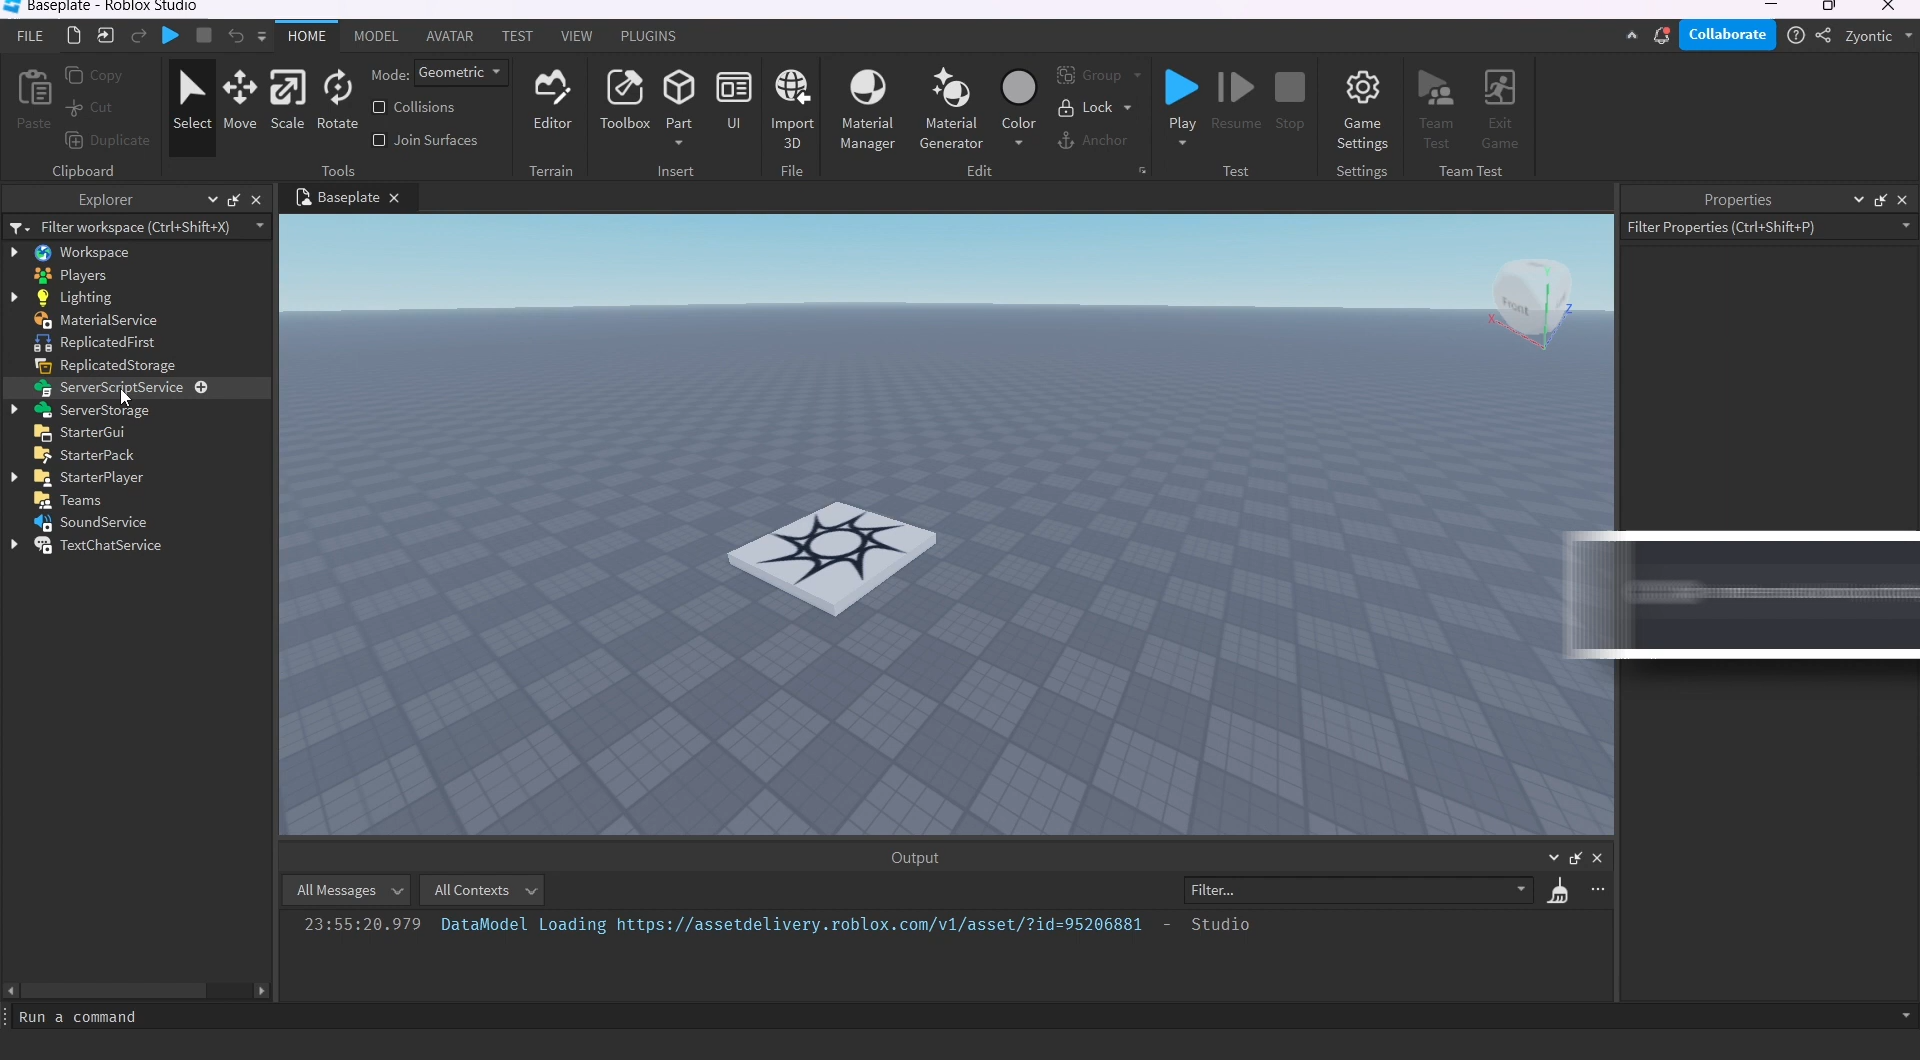 Baseplate - Roblox Studio
FILE HOME MODEL AVATAR TEST VIEW PLUGINS Collaborate Zyontic
Paste Copy Cut Duplicate
Clipboard
Select Move Scale Rotate
Mode: Geometric
Collisions
Join Surfaces
Tools
Editor
Terrain
Toolbox Part UI
Insert
Import
3D
File
Material
Manager
Material
Generator
Color
Group
Lock
Anchor
Edit
Play Resume Stop
Test
Game
Settings
Settings
Team
Test
Exit
Game
Team Test
Explorer
Filter workspace (Ctrl+Shift+X)
Workspace
Players
Lighting
MaterialService
ReplicatedFirst
ReplicatedStorage
ServerScriptService
ServerStorage
StarterGui
StarterPack
StarterPlayer
Teams
SoundService
TextChatService
Baseplate
Front
X
Y
Z
Properties
Filter Properties (Ctrl+Shift+P)
Output
All Messages All Contexts Filter...
23:55:20.979 DataModel Loading https://assetdelivery.roblox.com/v1/asset/?id=95206881 - Studio
Run a command